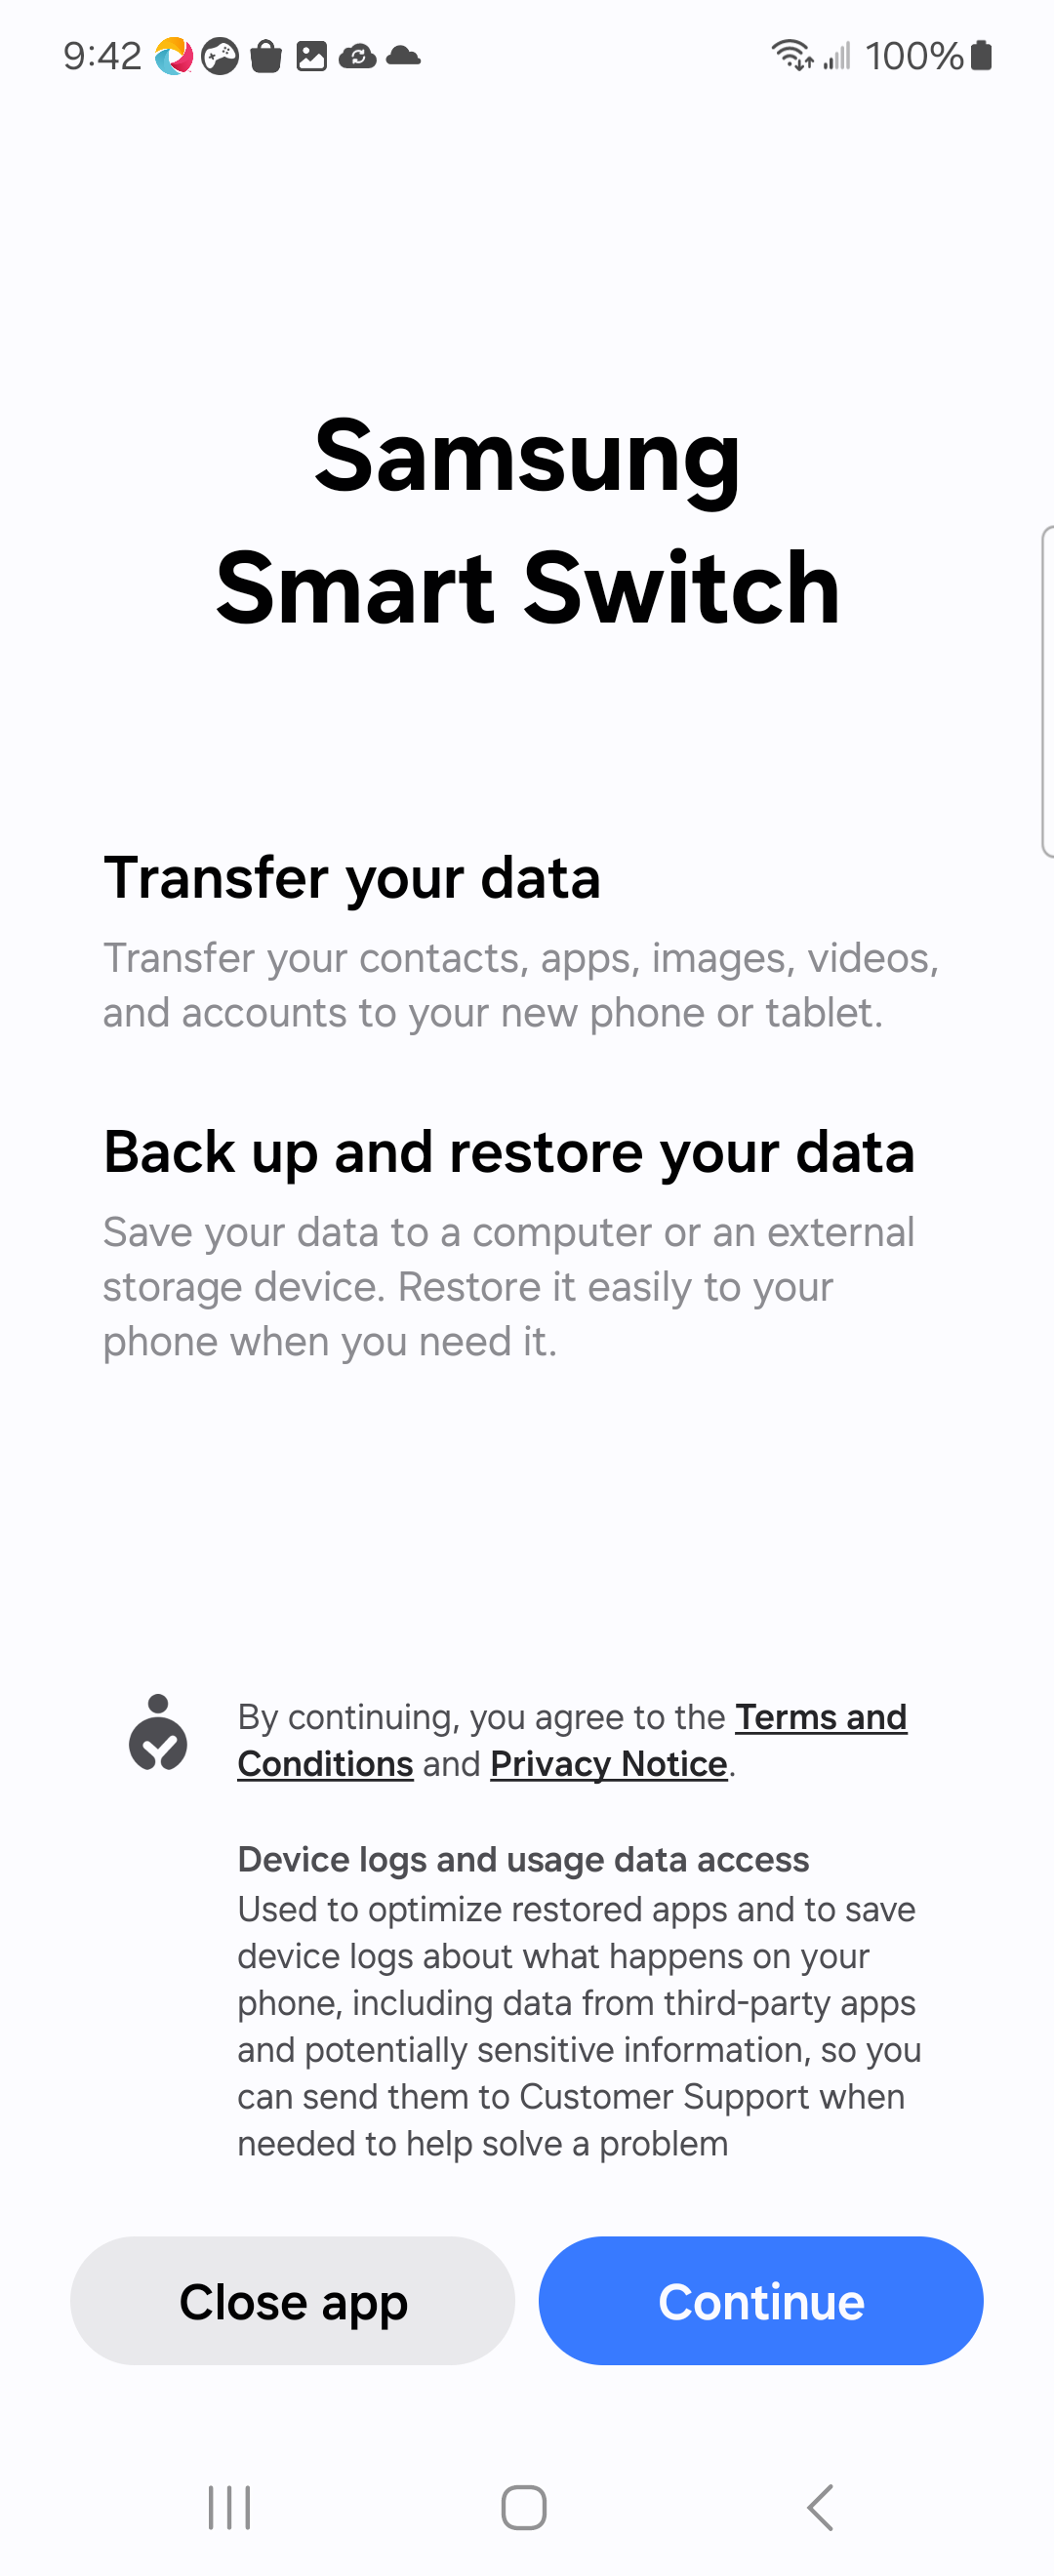 9:42
100%
Samsung
Smart Switch
Transfer your data
Transfer your contacts, apps, images, videos,
and accounts to your new phone or tablet.
Back up and restore your data
Save your data to a computer or an external
storage device. Restore it easily to your
phone when you need it.
By continuing, you agree to the Terms and
Conditions and Privacy Notice.
Device logs and usage data access
Used to optimize restored apps and to save
device logs about what happens on your
phone, including data from third-party apps
and potentially sensitive information, so you
can send them to Customer Support when
needed to help solve a problem
Close app
Continue